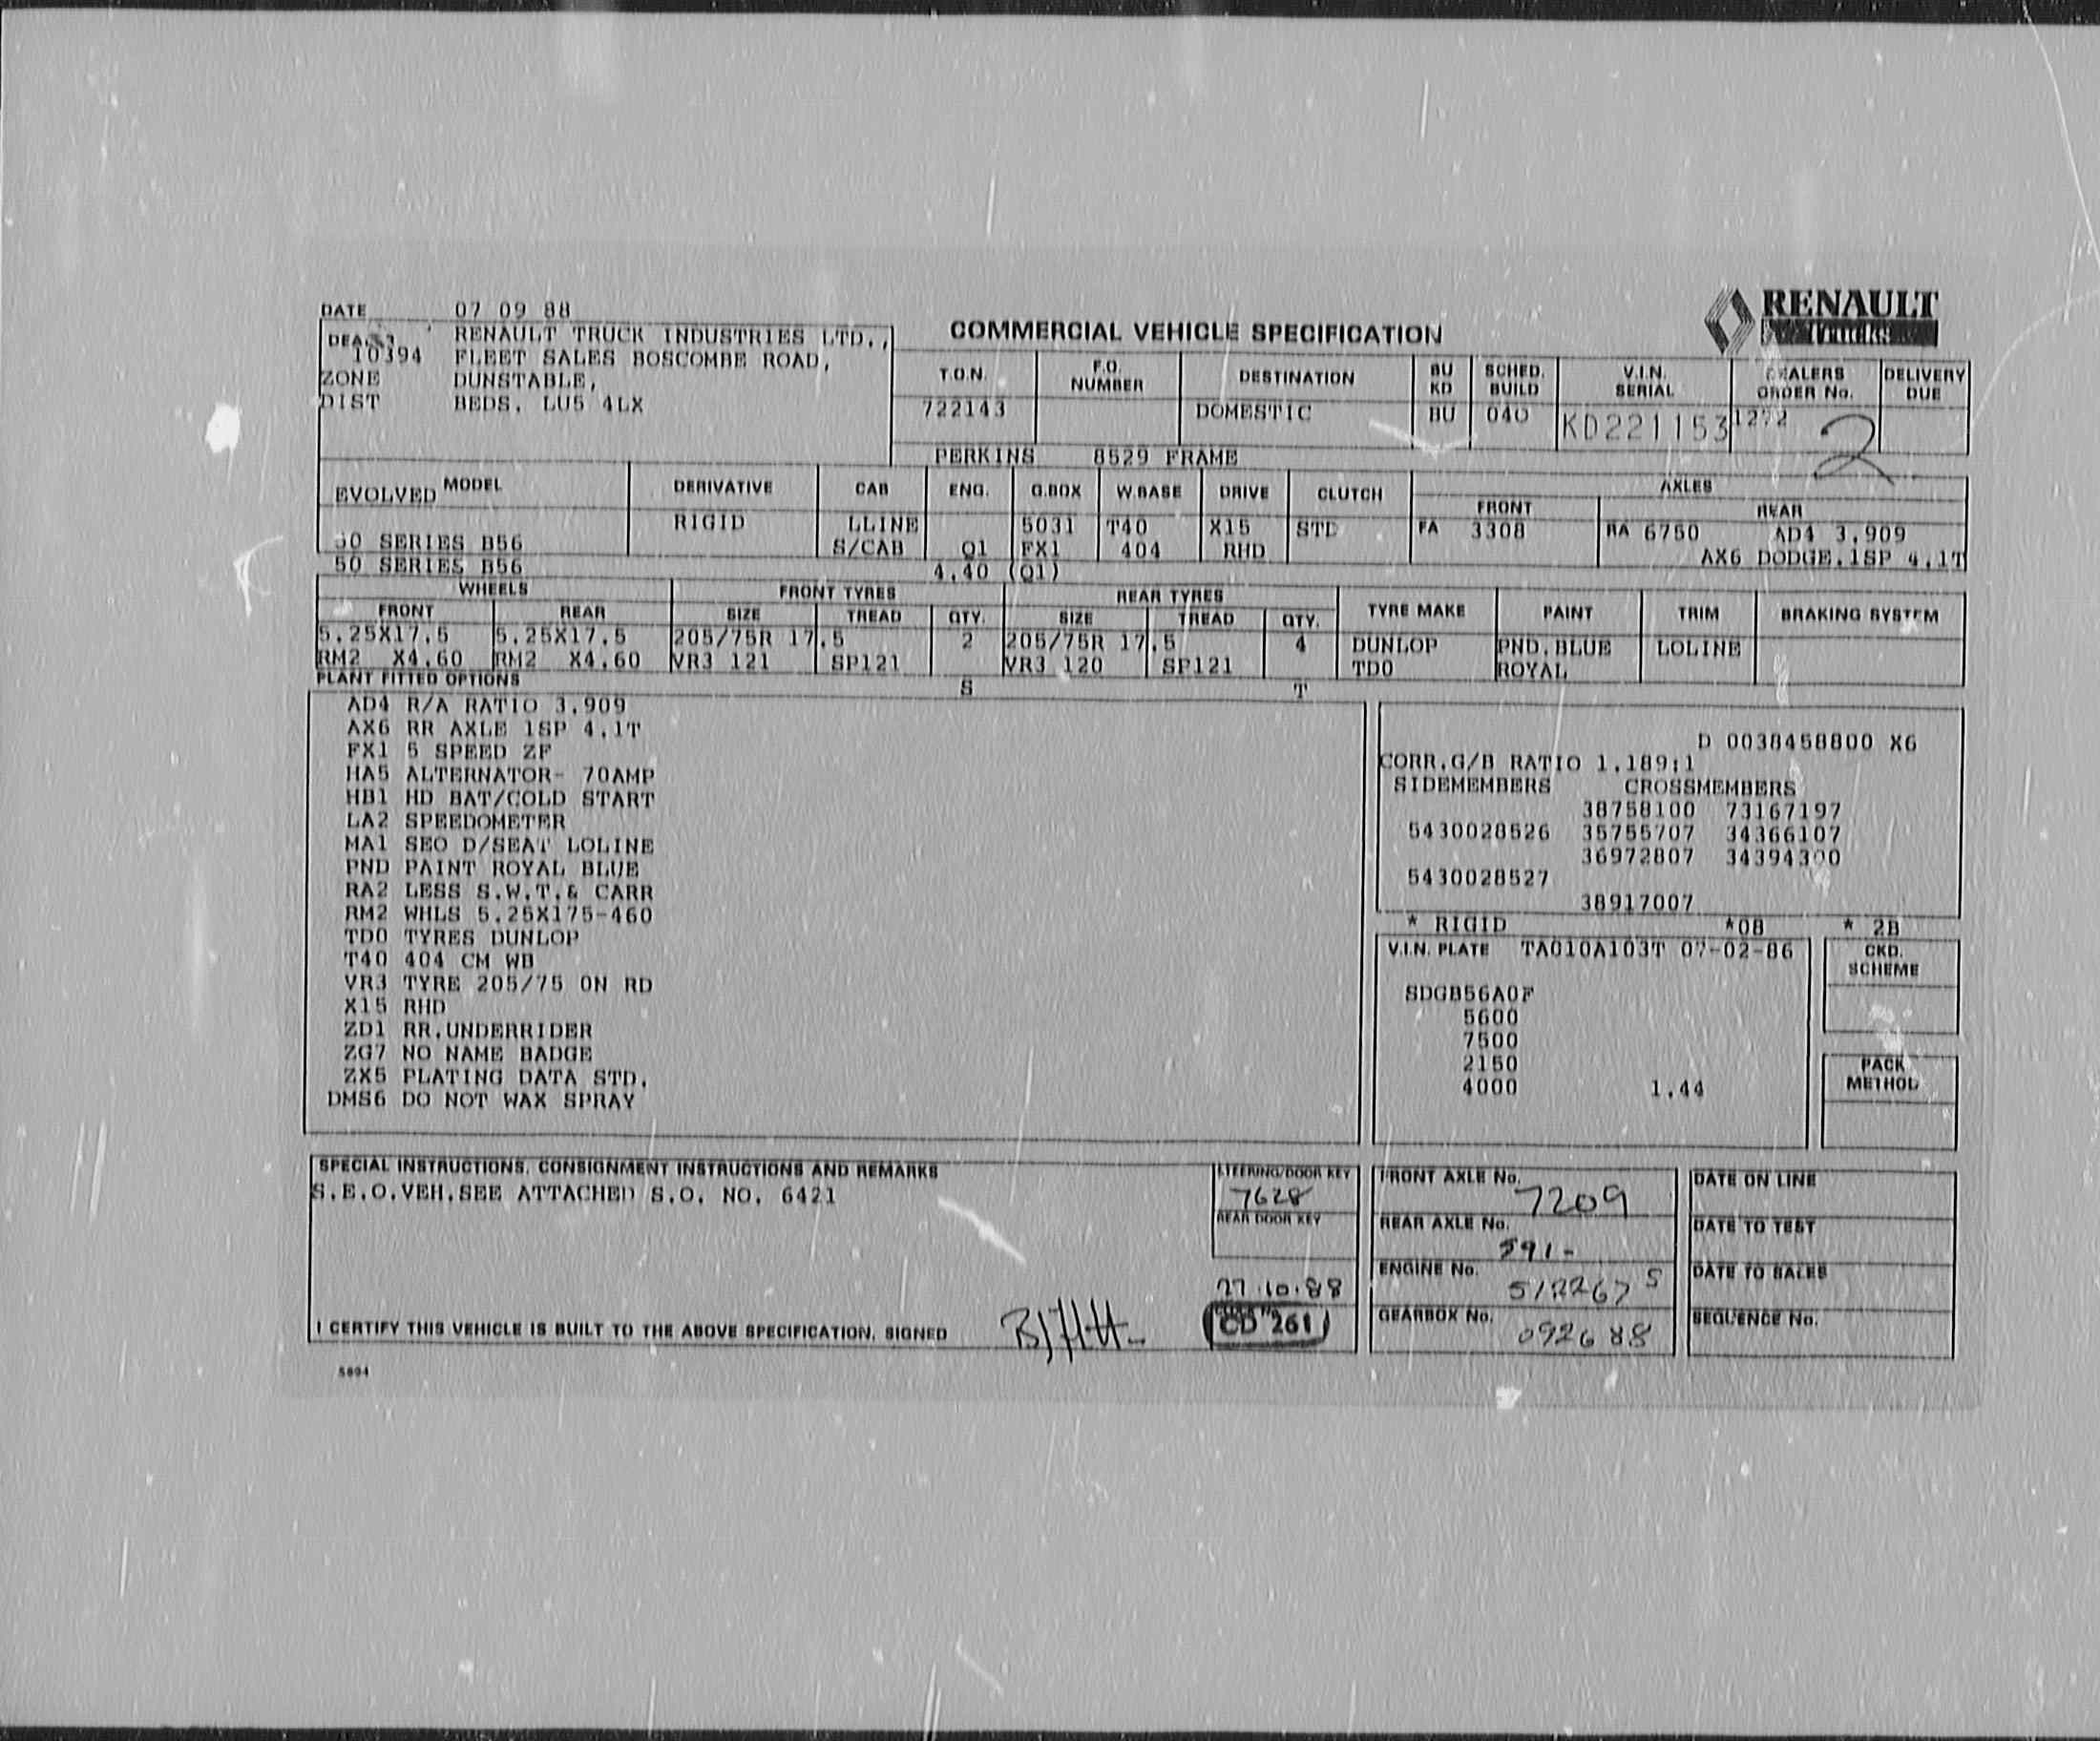 DATE 07 09 88
RENAULT
Trucks
COMMERCIAL VEHICLE SPECIFICATION
RENAULT TRUCK INDUSTRIES LTD.,
10394 FLEET SALES BOSCOMBE ROAD,
ZONE DUNSTABLE,
DIST BEDS. LU5 4LX
T.O.N. F.O. NUMBER DESTINATION BU KD SCHED. BUILD V.I.N. SERIAL DEALERS ORDER No. DELIVERY DUE
722143 DOMESTIC BU 040 KD221153 1272 2
PERKINS 8529 FRAME
MODEL DERIVATIVE CAB ENG. G.BOX W.BASE DRIVE CLUTCH AXLES
FRONT REAR
EVOLVED
RIGID LLINE 5031 T40 X15 STD FA 3308 RA 6750 AD4 3.909
50 SERIES B56 S/CAB Q1 FX1 404 RHD AX6 DODGE.1SP 4.1T
50 SERIES B56 4.40 (Q1)
WHEELS FRONT TYRES REAR TYRES TYRE MAKE PAINT TRIM BRAKING SYSTEM
FRONT REAR SIZE TREAD QTY. SIZE TREAD QTY.
5.25X17.5 5.25X17.5 205/75R 17.5 2 205/75R 17.5 4 DUNLOP PND.BLUE LOLINE
RM2 X4.60 RM2 X4.60 VR3 121 SP121 VR3 120 SP121 TD0 ROYAL
PLANT FITTED OPTIONS S T
AD4 R/A RATIO 3.909
AX6 RR AXLE 1SP 4.1T
FX1 5 SPEED ZF
HA5 ALTERNATOR- 70AMP
HB1 HD BAT/COLD START
LA2 SPEEDOMETER
MA1 SEO D/SEAT LOLINE
PND PAINT ROYAL BLUE
RA2 LESS S.W.T.& CARR
RM2 WHLS 5.25X175-460
TD0 TYRES DUNLOP
T40 404 CM WB
VR3 TYRE 205/75 ON RD
X15 RHD
ZD1 RR.UNDERRIDER
ZG7 NO NAME BADGE
ZX5 PLATING DATA STD.
DMS6 DO NOT WAX SPRAY
D 0038458800 X6
CORR.G/B RATIO 1.189:1
SIDEMEMBERS CROSSMEMBERS
38758100 73167197
5430028526 35755707 34366107
36972807 34394300
5430028527
38917007
* RIGID *08 * 2B
V.I.N. PLATE TA010A103T 07-02-86
SDGB56A0F
5600
7500
2150
4000 1.44
CKD. SCHEME
PACK METHOD
SPECIAL INSTRUCTIONS, CONSIGNMENT INSTRUCTIONS AND REMARKS
S.E.O.VEH.SEE ATTACHED S.O. NO. 6421
STEERING/DOOR KEY
7628
REAR DOOR KEY
27.10.88
CD 261
I CERTIFY THIS VEHICLE IS BUILT TO THE ABOVE SPECIFICATION, SIGNED
FRONT AXLE No. 7209
REAR AXLE No. 591-
ENGINE No. 512267 S
GEARBOX No. 092688
DATE ON LINE
DATE TO TEST
DATE TO SALES
SEQUENCE No.
5894